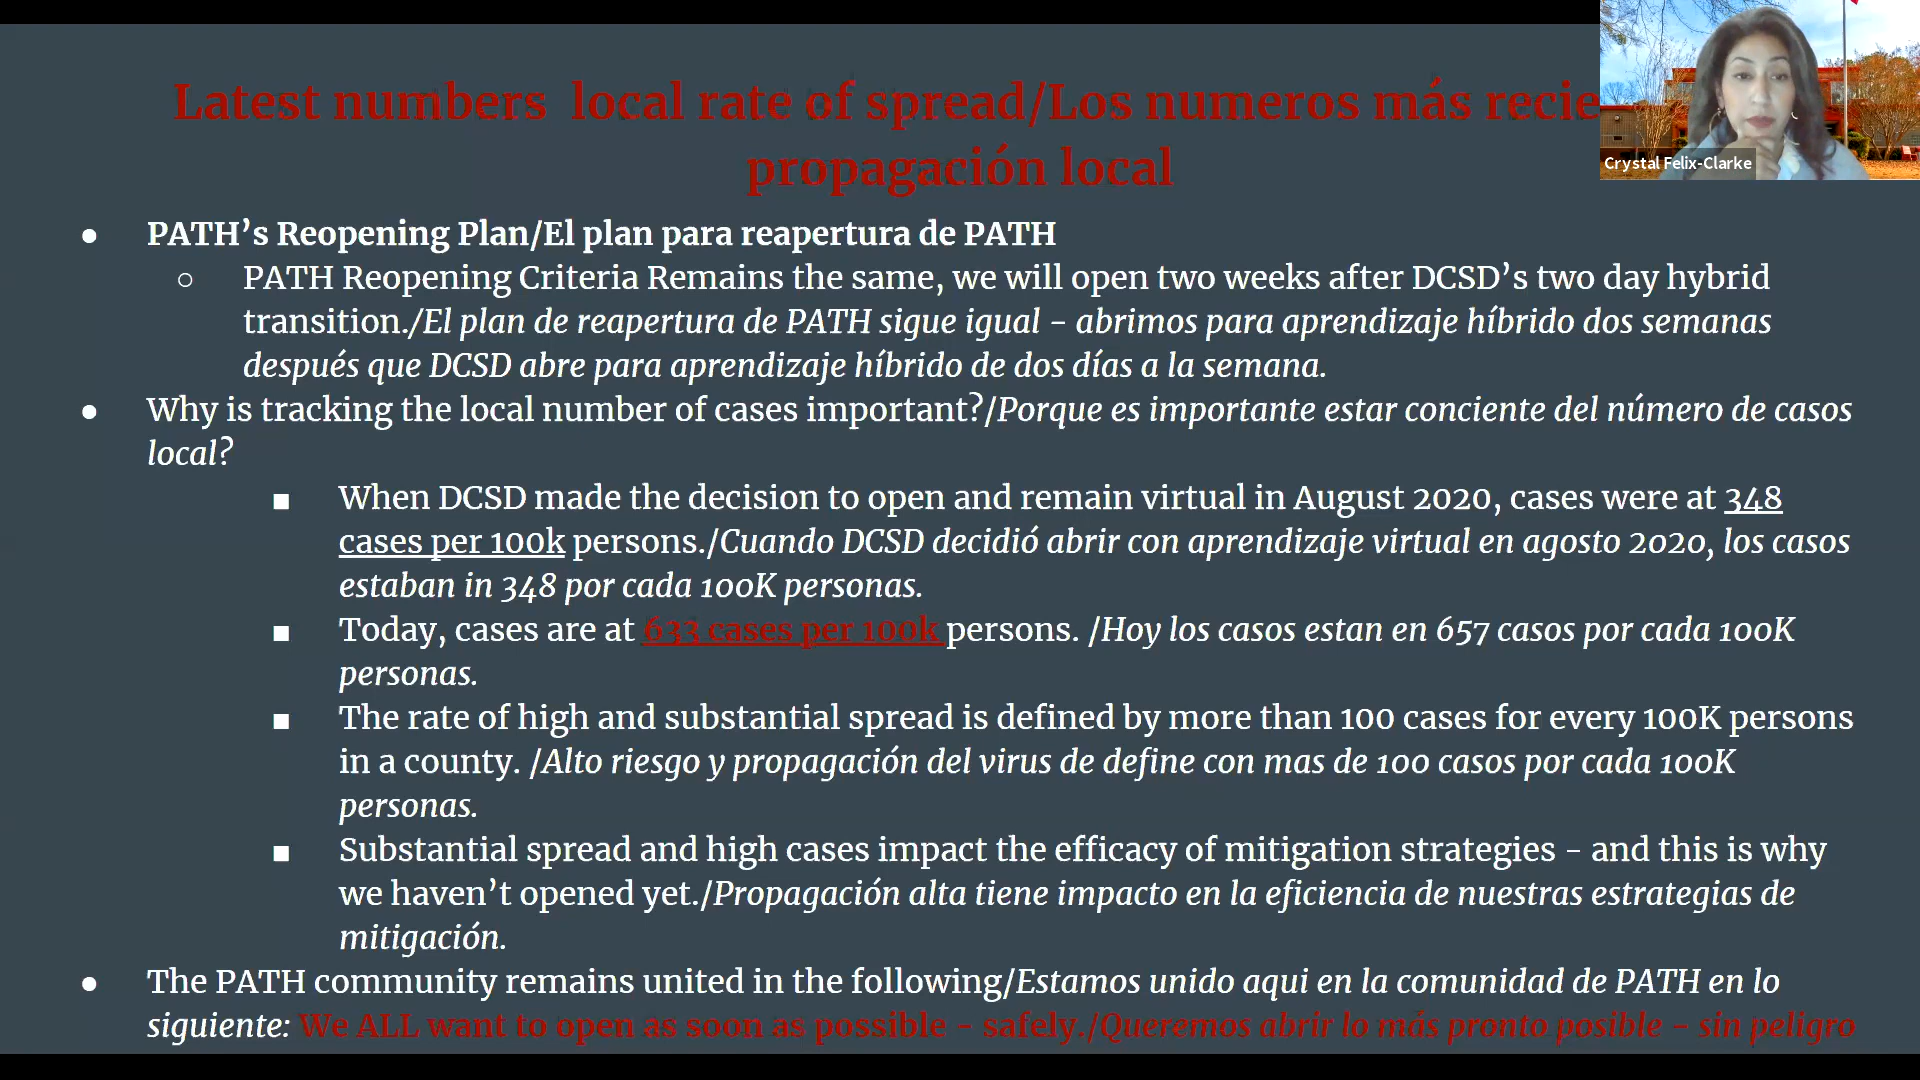 Latest numbers local rate of spread/Los numeros más
propagación local
Crystal Felix-Clarke
● PATH’s Reopening Plan/El plan para reapertura de PATH
○ PATH Reopening Criteria Remains the same, we will open two weeks after DCSD’s two day hybrid
transition./El plan de reapertura de PATH sigue igual – abrimos para aprendizaje híbrido dos semanas
después que DCSD abre para aprendizaje híbrido de dos días a la semana.
● Why is tracking the local number of cases important?/Porque es importante estar conciente del número de casos
local?
■ When DCSD made the decision to open and remain virtual in August 2020, cases were at 348
cases per 100k persons./Cuando DCSD decidió abrir con aprendizaje virtual en agosto 2020, los casos
estaban in 348 por cada 100K personas.
■ Today, cases are at 633 cases per 100k persons. /Hoy los casos estan en 657 casos por cada 100K
personas.
■ The rate of high and substantial spread is defined by more than 100 cases for every 100K persons
in a county. /Alto riesgo y propagación del virus de define con mas de 100 casos por cada 100K
personas.
■ Substantial spread and high cases impact the efficacy of mitigation strategies – and this is why
we haven’t opened yet./Propagación alta tiene impacto en la eficiencia de nuestras estrategias de
mitigación.
● The PATH community remains united in the following/Estamos unido aqui en la comunidad de PATH en lo
siguiente: We ALL want to open as soon as possible – safely./Queremos abrir lo más pronto posible – sin peligro